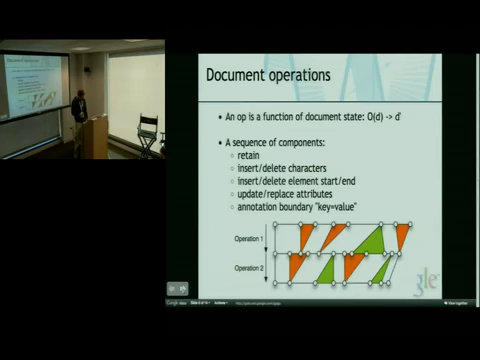 Document operations
• An op is a function of document state: O(d) -> d'
• A sequence of components:
○ retain
○ insert/delete characters
○ insert/delete element start/end
○ update/replace attributes
○ annotation boundary "key=value"
Operation 1
Operation 2
gle